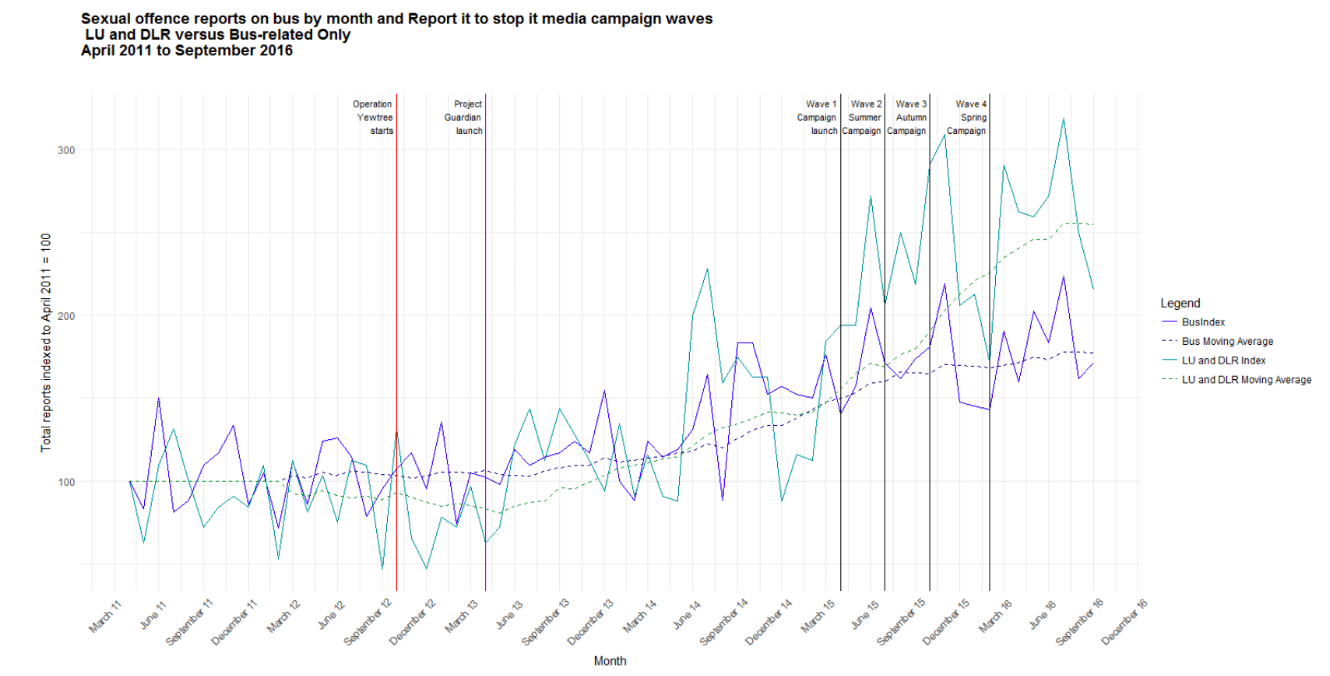 Sexual offence reports on bus by month and Report it to stop it media campaign waves
LU and DLR versus Bus-related Only
April 2011 to September 2016
Operation
Yewtree
starts
Project
Guardian
launch
Wave 1
Campaign
launch
Wave 2
Summer
Campaign
Wave 3
Autumn
Campaign
Wave 4
Spring
Campaign
300
200
100
Total reports indexed to April 2011 = 100
March 11
June 11
September 11
December 11
March 12
June 12
September 12
December 12
March 13
June 13
September 13
December 13
March 14
June 14
September 14
December 14
March 15
June 15
September 15
December 15
March 16
June 16
September 16
December 16
Month
Legend
BusIndex
Bus Moving Average
LU and DLR Index
LU and DLR Moving Average